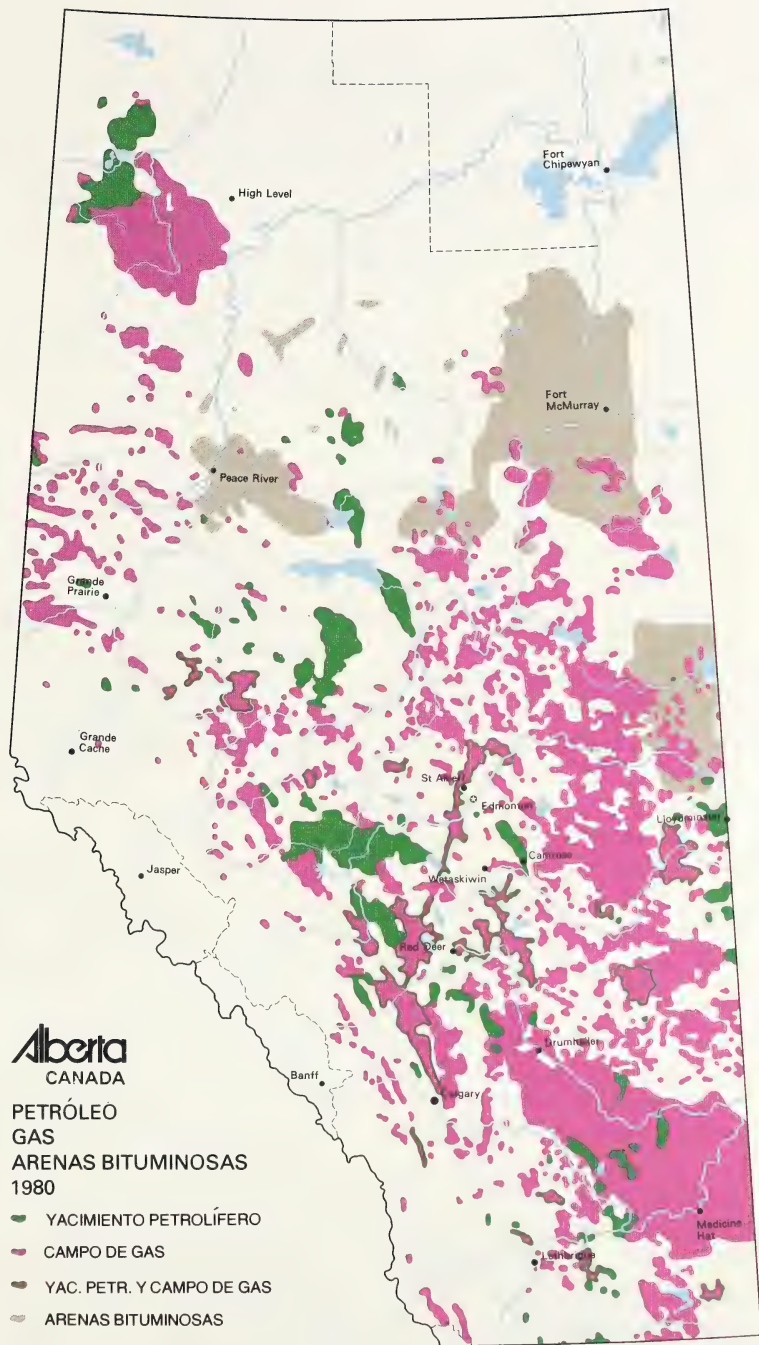 High Level
Fort
Chipewyan
Fort
McMurray
Peace River
Grande
Prairie
Grande
Cache
St Albert
Edmonton
Lloydminster
Camrose
Wetaskiwin
Jasper
Red Deer
Drumheller
Banff
Calgary
Medicine
Hat
Lethbridge
Alberta
CANADA
PETRÓLEO
GAS
ARENAS BITUMINOSAS
1980
YACIMIENTO PETROLÍFERO
CAMPO DE GAS
YAC. PETR. Y CAMPO DE GAS
ARENAS BITUMINOSAS